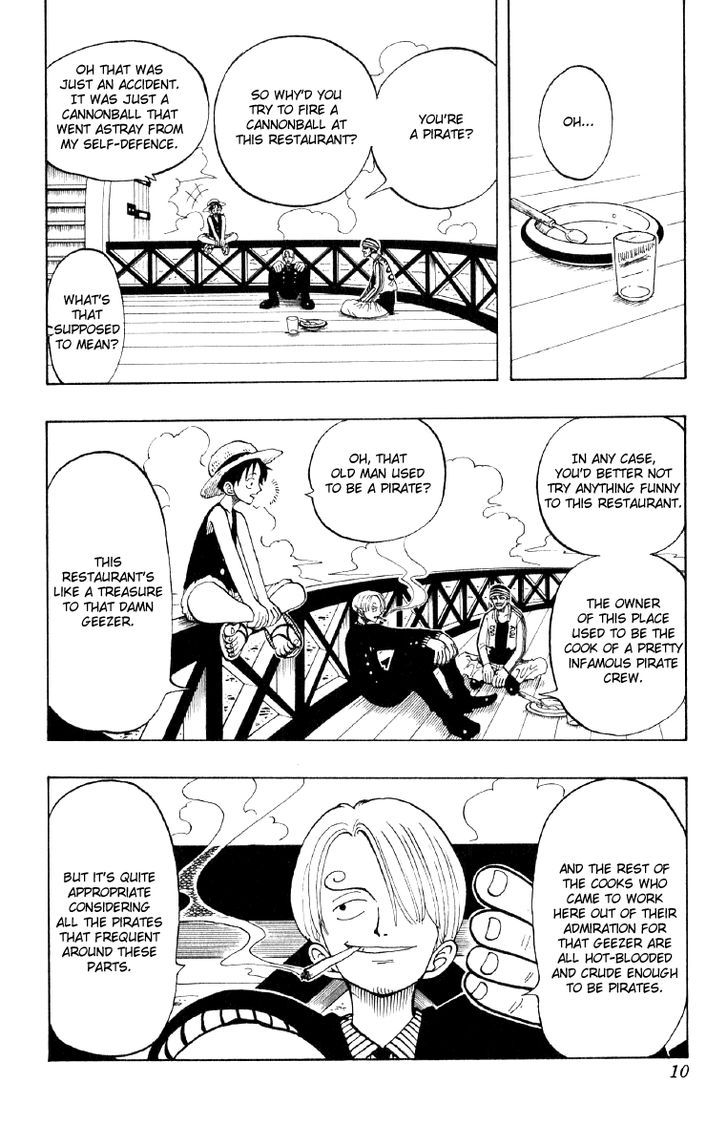 OH...
YOU'RE
A PIRATE?
SO WHY'D YOU
TRY TO FIRE A
CANNONBALL AT
THIS RESTAURANT?
OH THAT WAS
JUST AN ACCIDENT.
IT WAS JUST A
CANNONBALL THAT
WENT ASTRAY FROM
MY SELF-DEFENCE.
WHAT'S
THAT
SUPPOSED
TO MEAN?
IN ANY CASE,
YOU'D BETTER NOT
TRY ANYTHING FUNNY
TO THIS RESTAURANT.
THE OWNER
OF THIS PLACE
USED TO BE THE
COOK OF A PRETTY
INFAMOUS PIRATE
CREW.
OH, THAT
OLD MAN USED
TO BE A PIRATE?
THIS
RESTAURANT'S
LIKE A TREASURE
TO THAT DAMN
GEEZER.
AND THE REST OF
THE COOKS WHO
CAME TO WORK
HERE OUT OF THEIR
ADMIRATION FOR
THAT GEEZER ARE
ALL HOT-BLOODED
AND CRUDE ENOUGH
TO BE PIRATES.
BUT IT'S QUITE
APPROPRIATE
CONSIDERING
ALL THE PIRATES
THAT FREQUENT
AROUND THESE
PARTS.
10